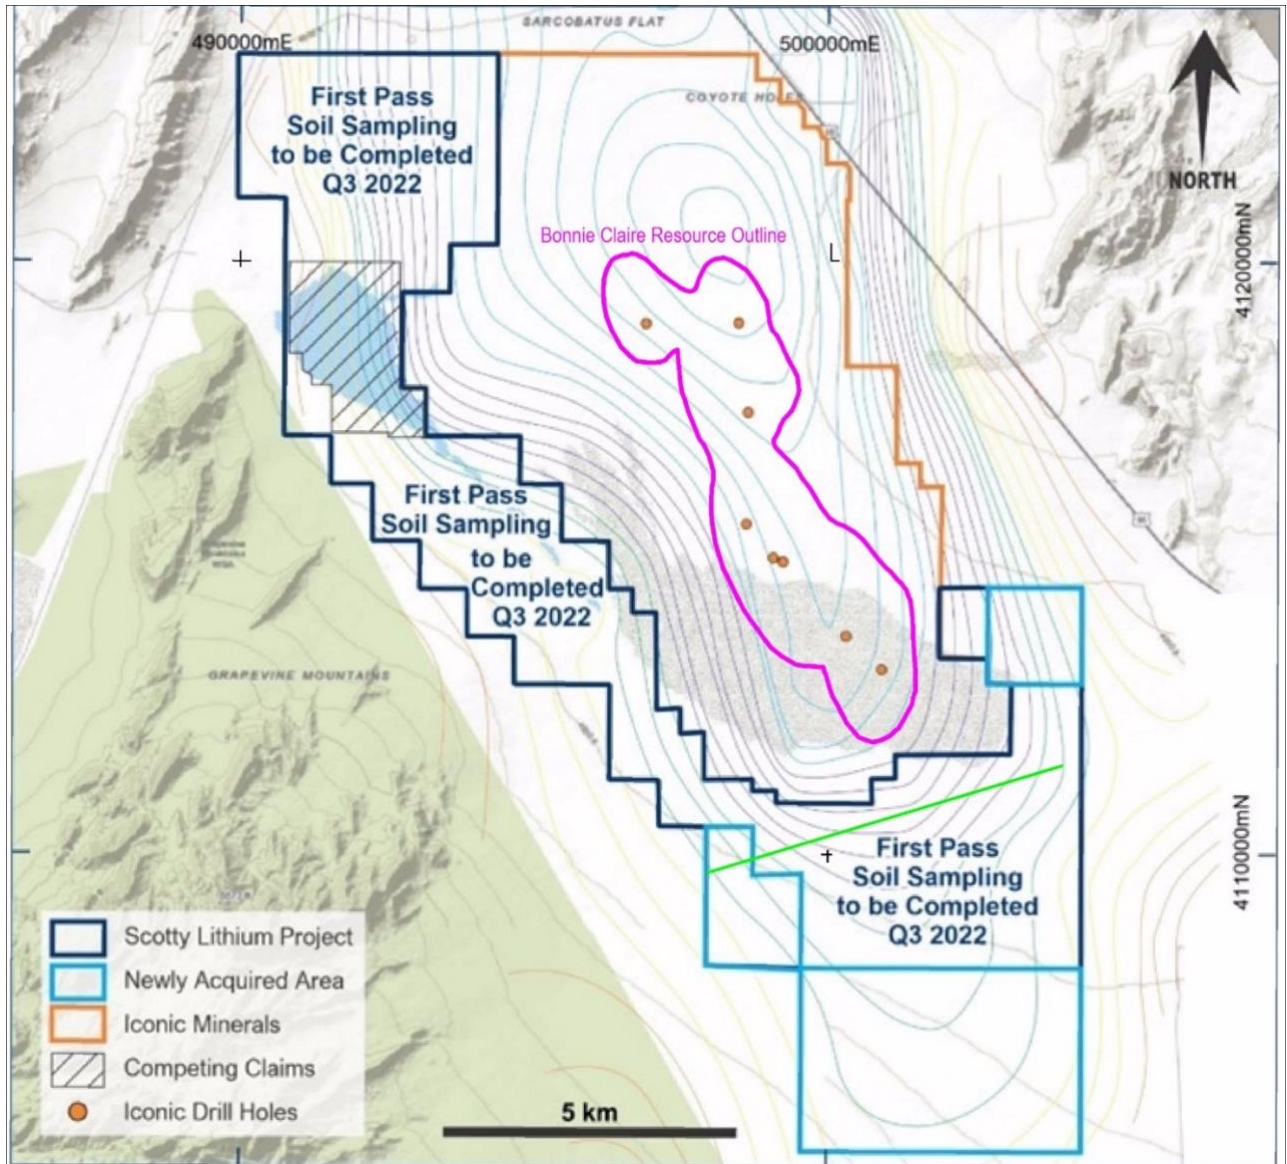 SARCOBATUS FLAT
490000mE
500000mE
COYOTE HOLES
First Pass
Soil Sampling
to be Completed
Q3 2022
NORTH
Bonnie Claire Resource Outline
4120000mN
First Pass
Soil Sampling
to be
Completed
Q3 2022
GRAPEVINE MOUNTAINS
4110000mN
First Pass
Soil Sampling
to be Completed
Q3 2022
Scotty Lithium Project
Newly Acquired Area
Iconic Minerals
Competing Claims
Iconic Drill Holes
5 km